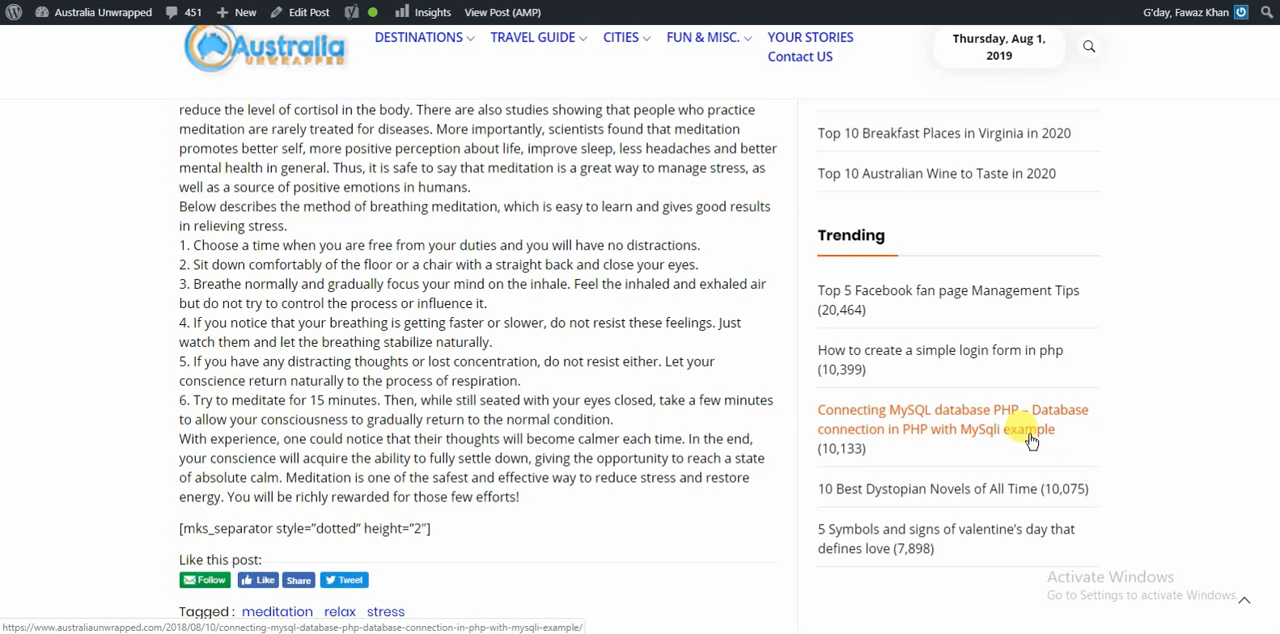 Australia Unwrapped 451 New Edit Post Insights View Post (AMP) G'day, Fawaz Khan
Australia UNWRAPPED
DESTINATIONS TRAVEL GUIDE CITIES FUN & MISC. YOUR STORIES
Contact US
Thursday, Aug 1,
2019
reduce the level of cortisol in the body. There are also studies showing that people who practice
meditation are rarely treated for diseases. More importantly, scientists found that meditation
promotes better self, more positive perception about life, improve sleep, less headaches and better
mental health in general. Thus, it is safe to say that meditation is a great way to manage stress, as
well as a source of positive emotions in humans.
Below describes the method of breathing meditation, which is easy to learn and gives good results
in relieving stress.
1. Choose a time when you are free from your duties and you will have no distractions.
2. Sit down comfortably of the floor or a chair with a straight back and close your eyes.
3. Breathe normally and gradually focus your mind on the inhale. Feel the inhaled and exhaled air
but do not try to control the process or influence it.
4. If you notice that your breathing is getting faster or slower, do not resist these feelings. Just
watch them and let the breathing stabilize naturally.
5. If you have any distracting thoughts or lost concentration, do not resist either. Let your
conscience return naturally to the process of respiration.
6. Try to meditate for 15 minutes. Then, while still seated with your eyes closed, take a few minutes
to allow your consciousness to gradually return to the normal condition.
With experience, one could notice that their thoughts will become calmer each time. In the end,
your conscience will acquire the ability to fully settle down, giving the opportunity to reach a state
of absolute calm. Meditation is one of the safest and effective way to reduce stress and restore
energy. You will be richly rewarded for those few efforts!
[mks_separator style=”dotted” height=”2″]
Like this post:
Follow Like Share Tweet
Tagged : meditation relax stress
Top 10 Breakfast Places in Virginia in 2020
Top 10 Australian Wine to Taste in 2020
Trending
Top 5 Facebook fan page Management Tips
(20,464)
How to create a simple login form in php
(10,399)
Connecting MySQL database PHP – Database
connection in PHP with MySqli example
(10,133)
10 Best Dystopian Novels of All Time (10,075)
5 Symbols and signs of valentine’s day that
defines love (7,898)
Activate Windows
Go to Settings to activate Windows.
https://www.australiaunwrapped.com/2018/08/10/connecting-mysql-database-php-database-connection-in-php-with-mysqli-example/